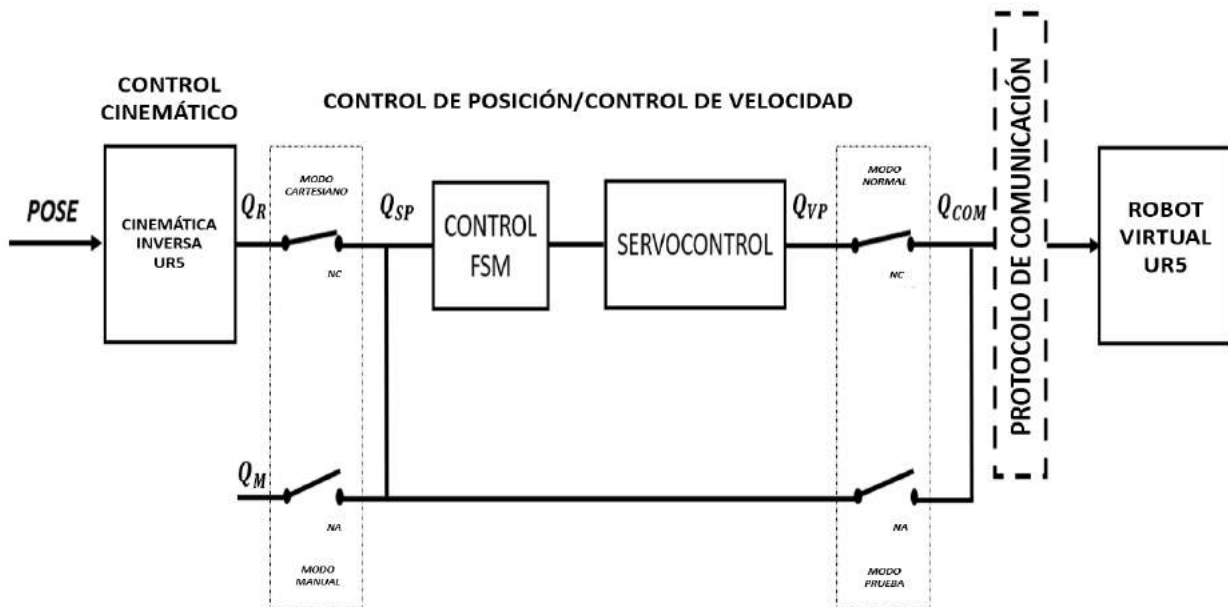 CONTROL
CINEMÁTICO
CONTROL DE POSICIÓN/CONTROL DE VELOCIDAD
POSE
CINEMÁTICA
INVERSA
UR5
Q_R
MODO
CARTESIANO
NC
Q_SP
CONTROL
FSM
SERVOCONTROL
Q_VP
MODO
NORMAL
NC
Q_COM
PROTOCOLO DE COMUNICACIÓN
ROBOT
VIRTUAL
UR5
Q_M
NA
MODO
MANUAL
NA
MODO
PRUEBA